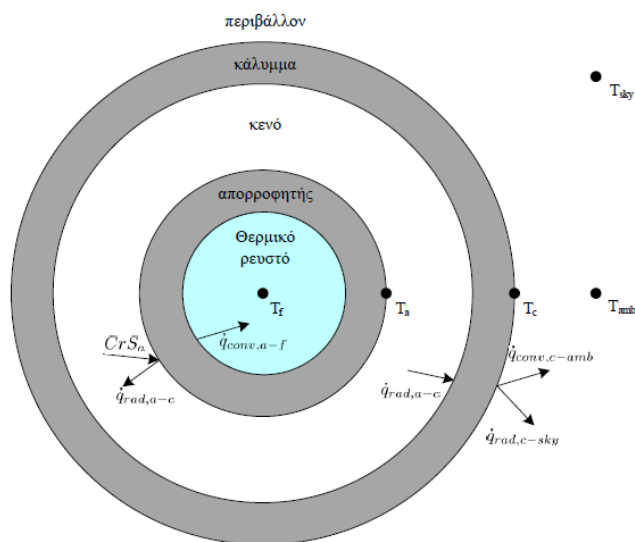 περιβάλλον
κάλυμμα
T_sky
κενό
απορροφητής
Θερμικό
ρευστό
T_f
T_a
T_c
T_amb
CrS_a
q̇_conv,a−f
q̇_conv,c−amb
q̇_rad,a−c
q̇_rad,a−c
q̇_rad,c−sky